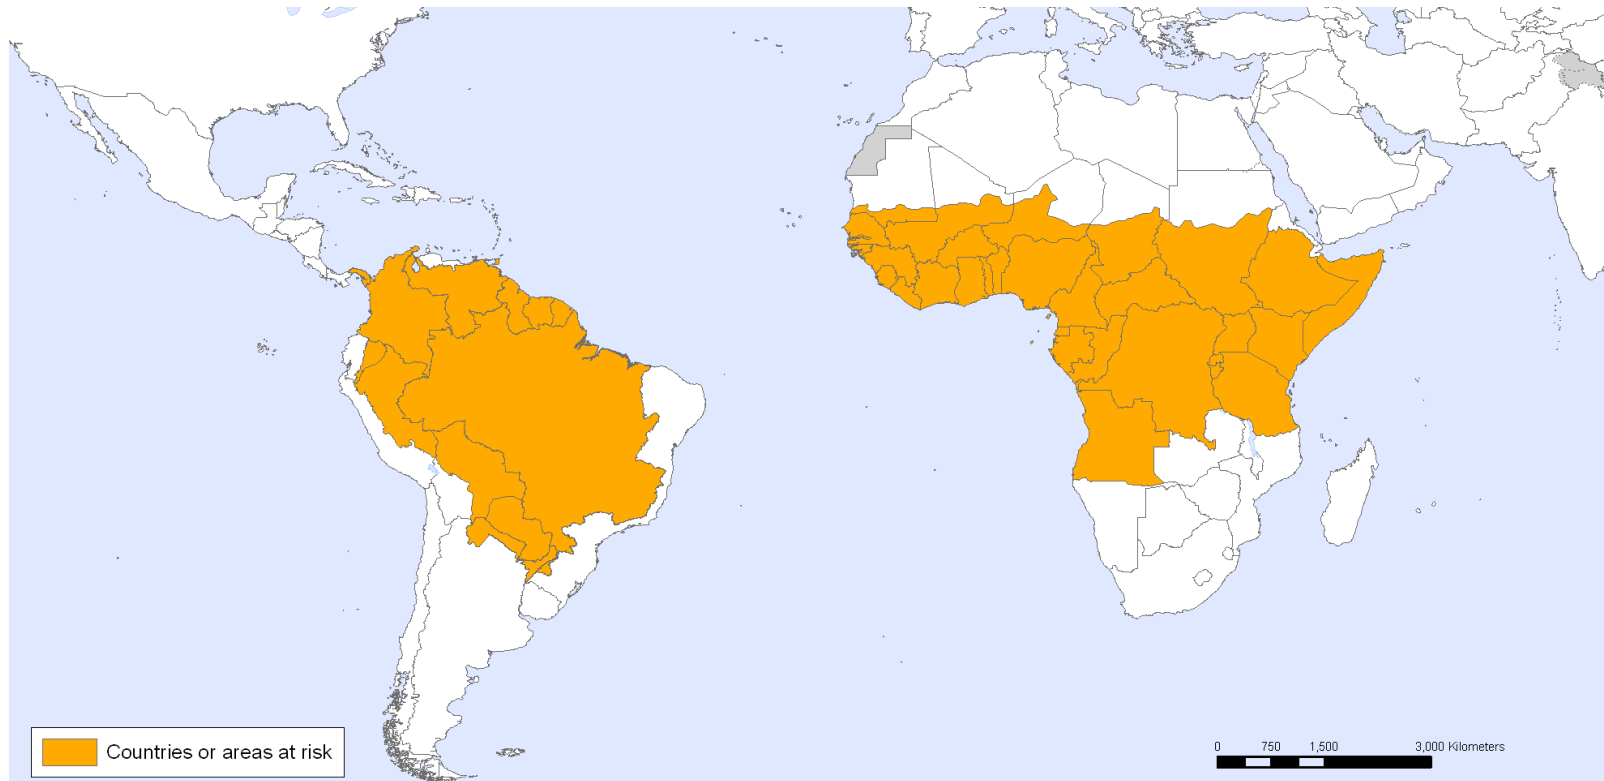 Countries or areas at risk
0 750 1,500 3,000 Kilometers